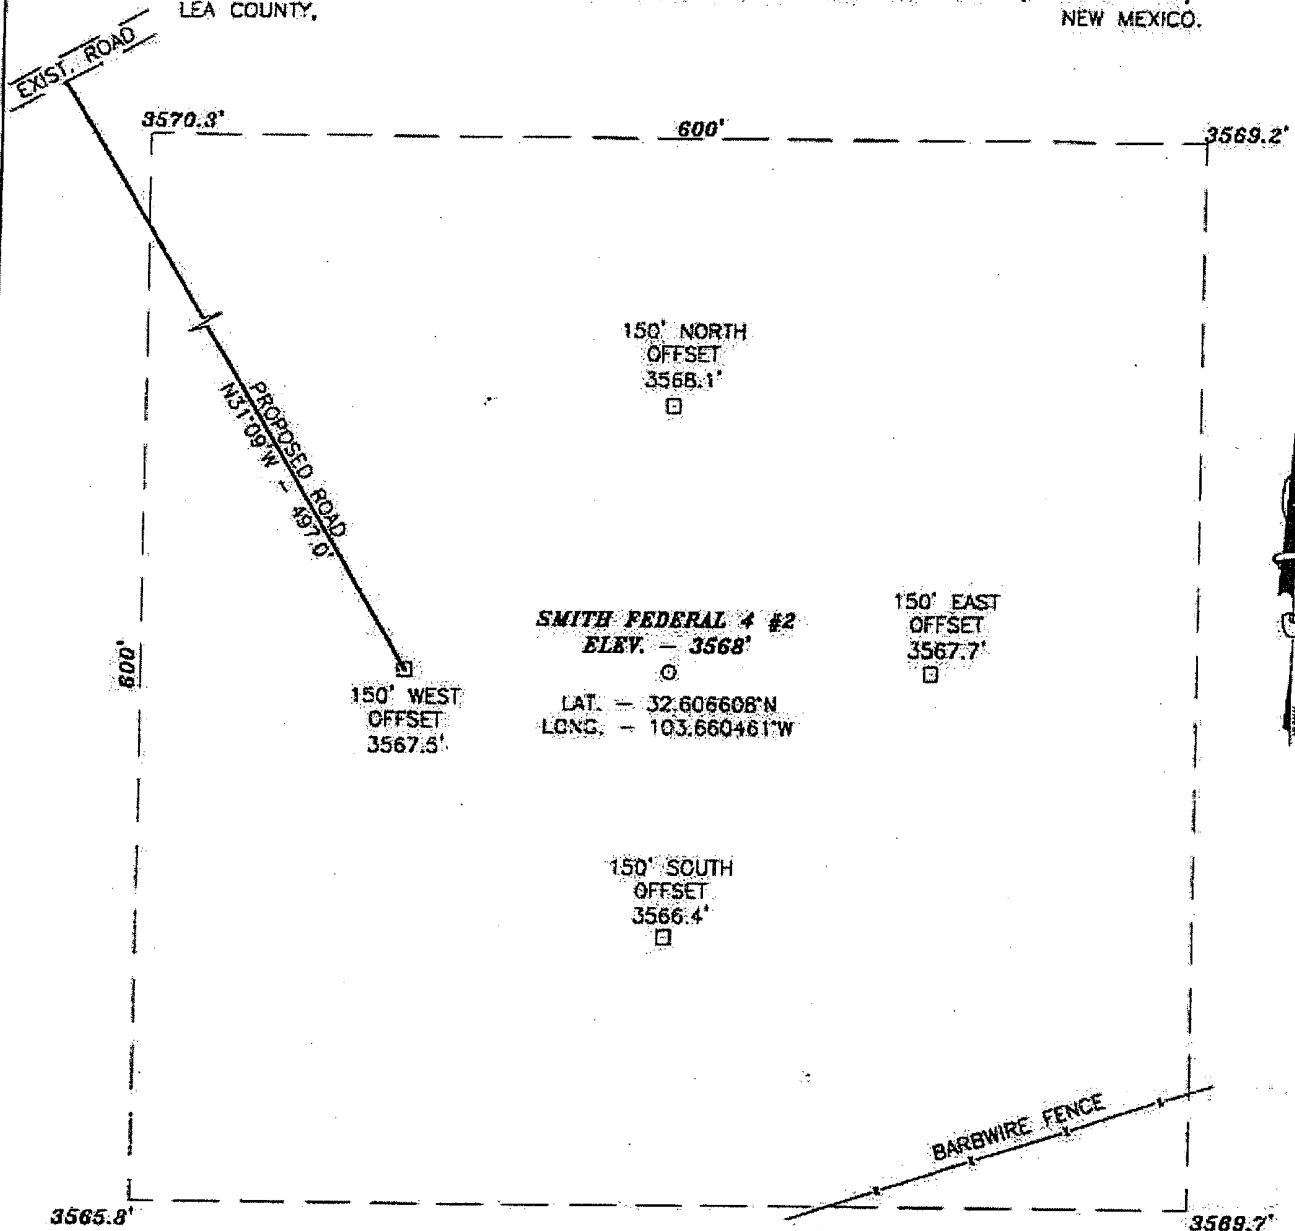 LEA COUNTY,
NEW MEXICO.
EXIST. ROAD
3570.3'
600'
3569.2'
150' NORTH
OFFSET
3568.1'
PROPOSED ROAD
N31°09'W - 497.0'
SMITH FEDERAL 4 #2
ELEV. - 3568'
LAT. - 32.606608°N
LONG. - 103.660461°W
150' EAST
OFFSET
3567.7'
600'
150' WEST
OFFSET
3567.5'
150' SOUTH
OFFSET
3566.4'
BARBWIRE FENCE
3565.8'
3569.7'